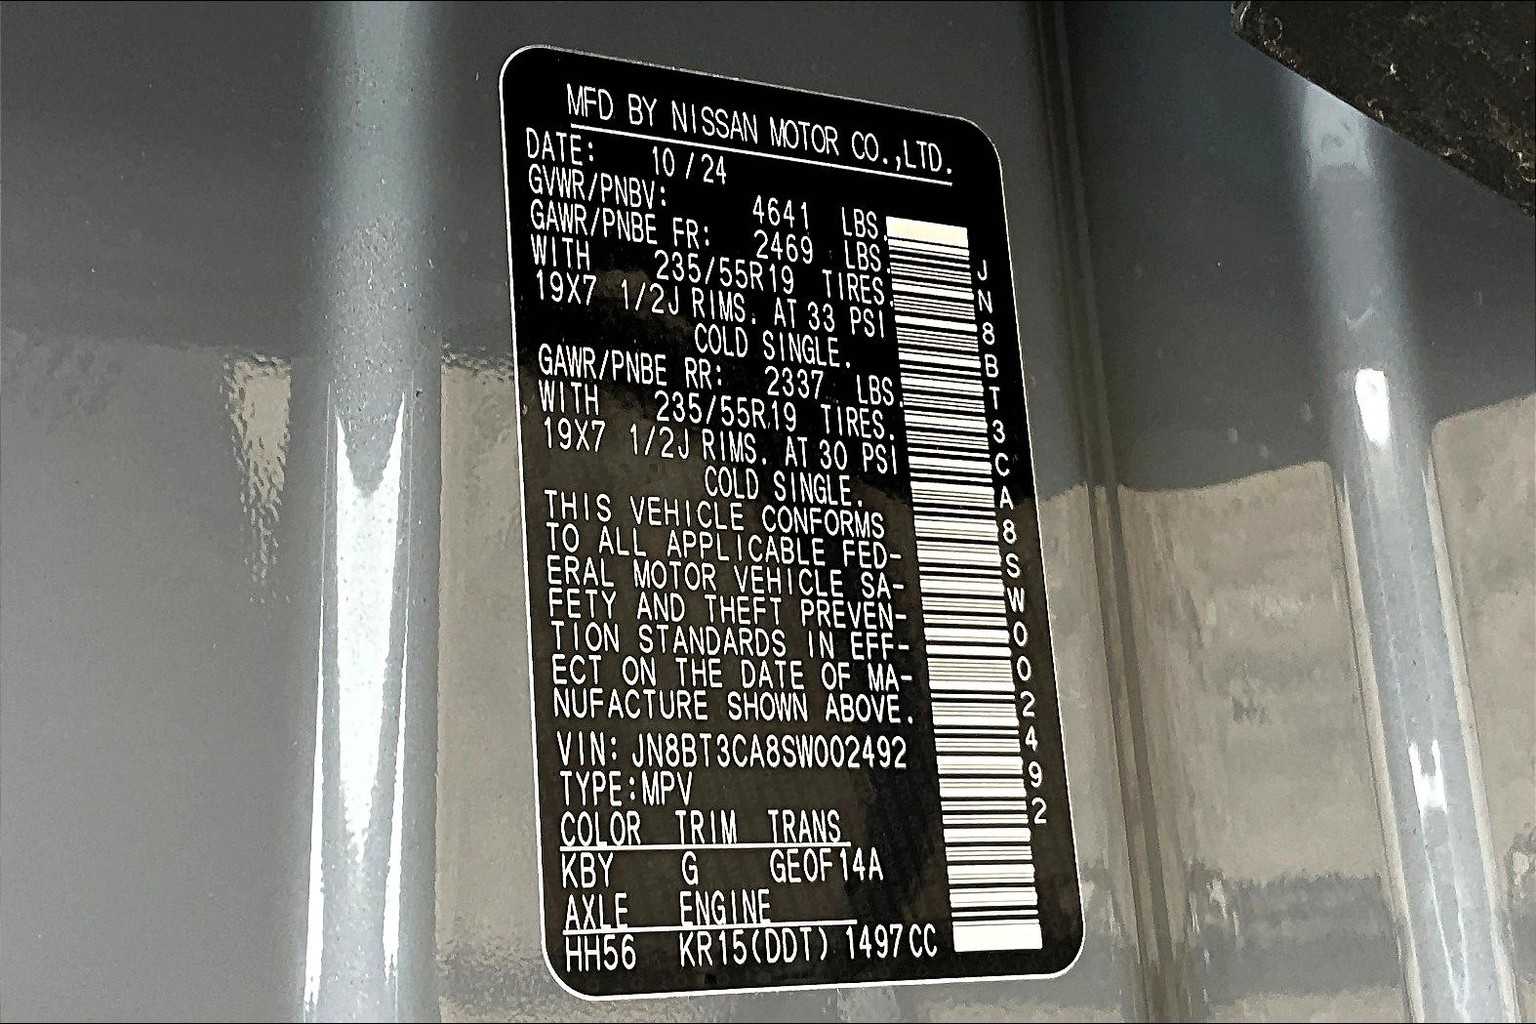 MFD BY NISSAN MOTOR CO.,LTD.
DATE: 10/24
GVWR/PNBV: 4641 LBS.
GAWR/PNBE FR: 2469 LBS.
WITH 235/55R19 TIRES.
19X7 1/2J RIMS. AT 33 PSI
COLD SINGLE.
GAWR/PNBE RR: 2337 LBS.
WITH 235/55R19 TIRES.
19X7 1/2J RIMS. AT 30 PSI
COLD SINGLE.
THIS VEHICLE CONFORMS
TO ALL APPLICABLE FED-
ERAL MOTOR VEHICLE SA-
FETY AND THEFT PREVEN-
TION STANDARDS IN EFF-
ECT ON THE DATE OF MA-
NUFACTURE SHOWN ABOVE.
VIN: JN8BT3CA8SW002492
TYPE:MPV
COLOR TRIM TRANS
KBY G GE0F14A
AXLE ENGINE
HH56 KR15(DDT) 1497CC
JN8BT3CA8SW002492